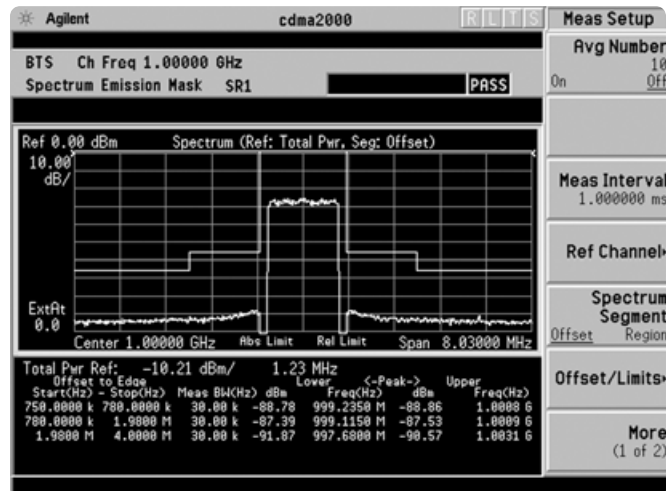 Agilent cdma2000 R L T S Meas Setup
BTS Ch Freq 1.00000 GHz
Spectrum Emission Mask SR1 PASS
Avg Number
10
On Off
Ref 0.00 dBm Spectrum (Ref: Total Pwr, Seg: Offset)
10.00
dB/
ExtAt
0.0
Center 1.00000 GHz Abs Limit Rel Limit Span 8.03000 MHz
Meas Interval
1.000000 ms
Ref Channel
Spectrum
Segment
Offset Region
Offset/Limits
More
(1 of 2)
Total Pwr Ref: -10.21 dBm/ 1.23 MHz
Offset to Edge Lower <-Peak-> Upper
Start(Hz) - Stop(Hz) Meas BW(Hz) dBm Freq(Hz) dBm Freq(Hz)
750.0000 k 780.0000 k 30.00 k -88.78 999.2350 M -88.86 1.0008 G
780.0000 k 1.9800 M 30.00 k -87.39 999.1150 M -87.53 1.0009 G
1.9800 M 4.0000 M 30.00 k -91.87 997.6800 M -90.57 1.0031 G